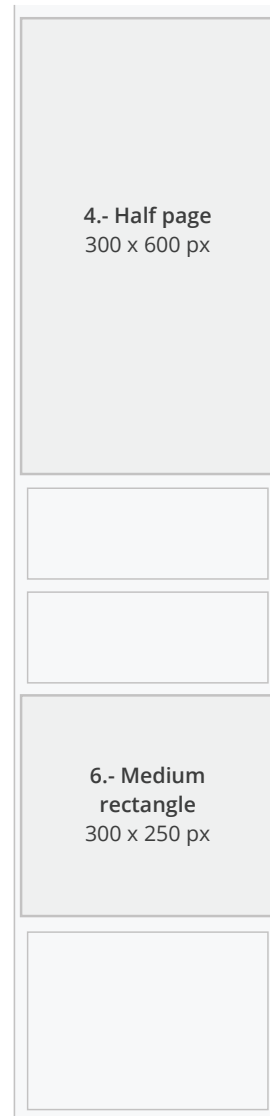 4.- Half page
300 x 600 px
6.- Medium
rectangle
300 x 250 px